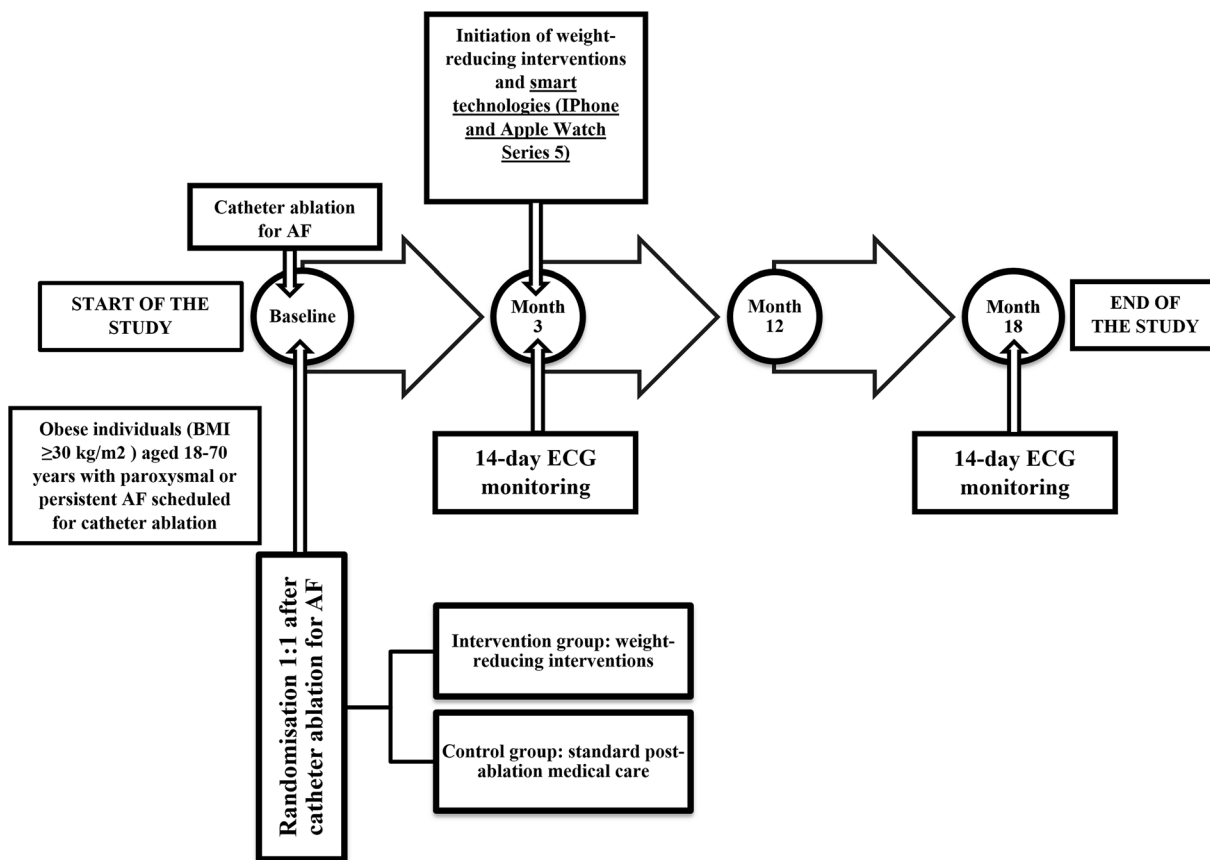 Initiation of weight-
reducing interventions
and smart
technologies (IPhone
and Apple Watch
Series 5)
Catheter ablation
for AF
START OF THE
STUDY
Baseline
Month
3
Month
12
Month
18
END OF
THE STUDY
Obese individuals (BMI
≥30 kg/m2 ) aged 18-70
years with paroxysmal or
persistent AF scheduled
for catheter ablation
14-day ECG
monitoring
14-day ECG
monitoring
Randomisation 1:1 after
catheter ablation for AF
Intervention group: weight-
reducing interventions
Control group: standard post-
ablation medical care